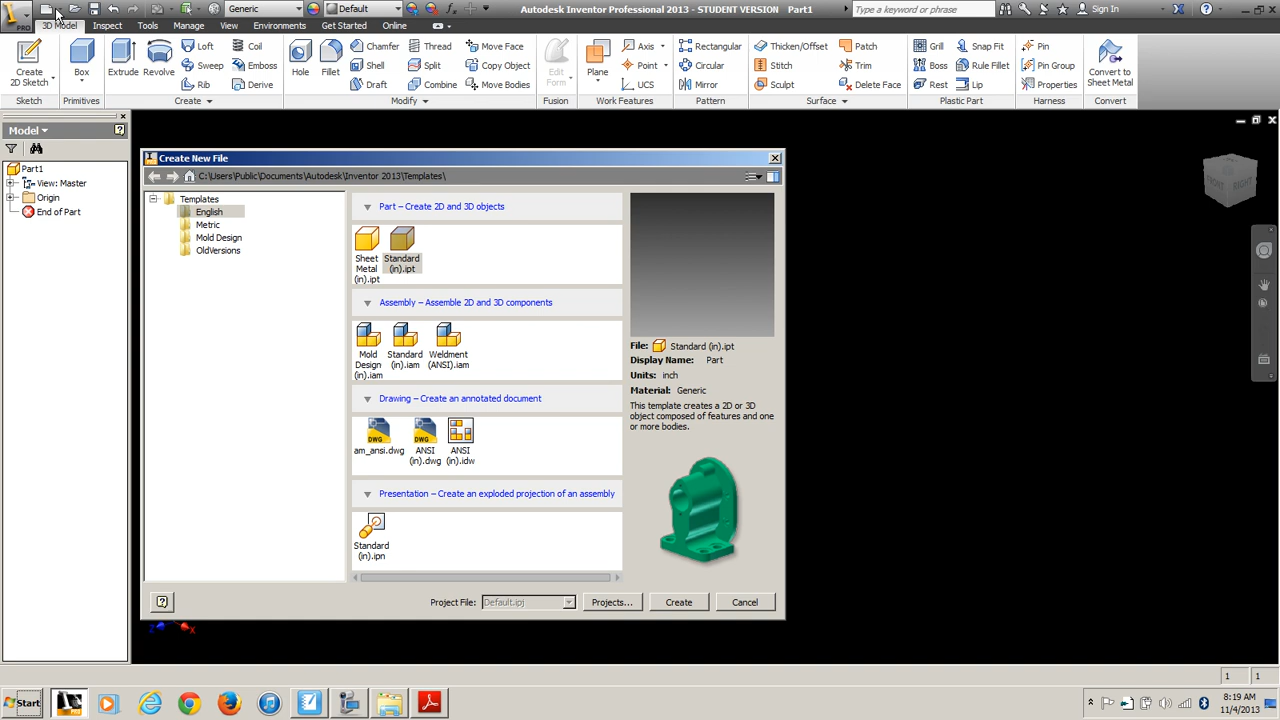 Generic
Default
Autodesk Inventor Professional 2013 - STUDENT VERSION    Part1
Type a keyword or phrase
Sign In
PRO
3D Model
Inspect
Tools
Manage
View
Environments
Get Started
Online
Create 2D Sketch
Box
Extrude
Revolve
Loft
Sweep
Rib
Coil
Emboss
Derive
Hole
Fillet
Chamfer
Shell
Draft
Thread
Split
Combine
Move Face
Copy Object
Move Bodies
Edit Form
Plane
Axis
Point
UCS
Rectangular
Circular
Mirror
Thicken/Offset
Stitch
Sculpt
Patch
Trim
Delete Face
Grill
Boss
Rest
Snap Fit
Rule Fillet
Lip
Pin
Pin Group
Properties
Convert to Sheet Metal
Sketch
Primitives
Create
Modify
Fusion
Work Features
Pattern
Surface
Plastic Part
Harness
Convert
Model
Part1
View: Master
Origin
End of Part
FRONT
RIGHT
Create New File
C:\Users\Public\Documents\Autodesk\Inventor 2013\Templates\
Templates
English
Metric
Mold Design
OldVersions
Part – Create 2D and 3D objects
Sheet Metal (in).ipt
Standard (in).ipt
Assembly – Assemble 2D and 3D components
Mold Design (in).iam
Standard (in).iam
Weldment (ANSI).iam
Drawing – Create an annotated document
DWG
DWG
am_ansi.dwg
ANSI (in).dwg
ANSI (in).idw
Presentation – Create an exploded projection of an assembly
Standard (in).ipn
File: Standard (in).ipt
Display Name: Part
Units: inch
Material: Generic
This template creates a 2D or 3D
object composed of features and one
or more bodies.
Project File: Default.ipj
Projects...
Create
Cancel
Z
X
1
1
Start
8:19 AM
11/4/2013